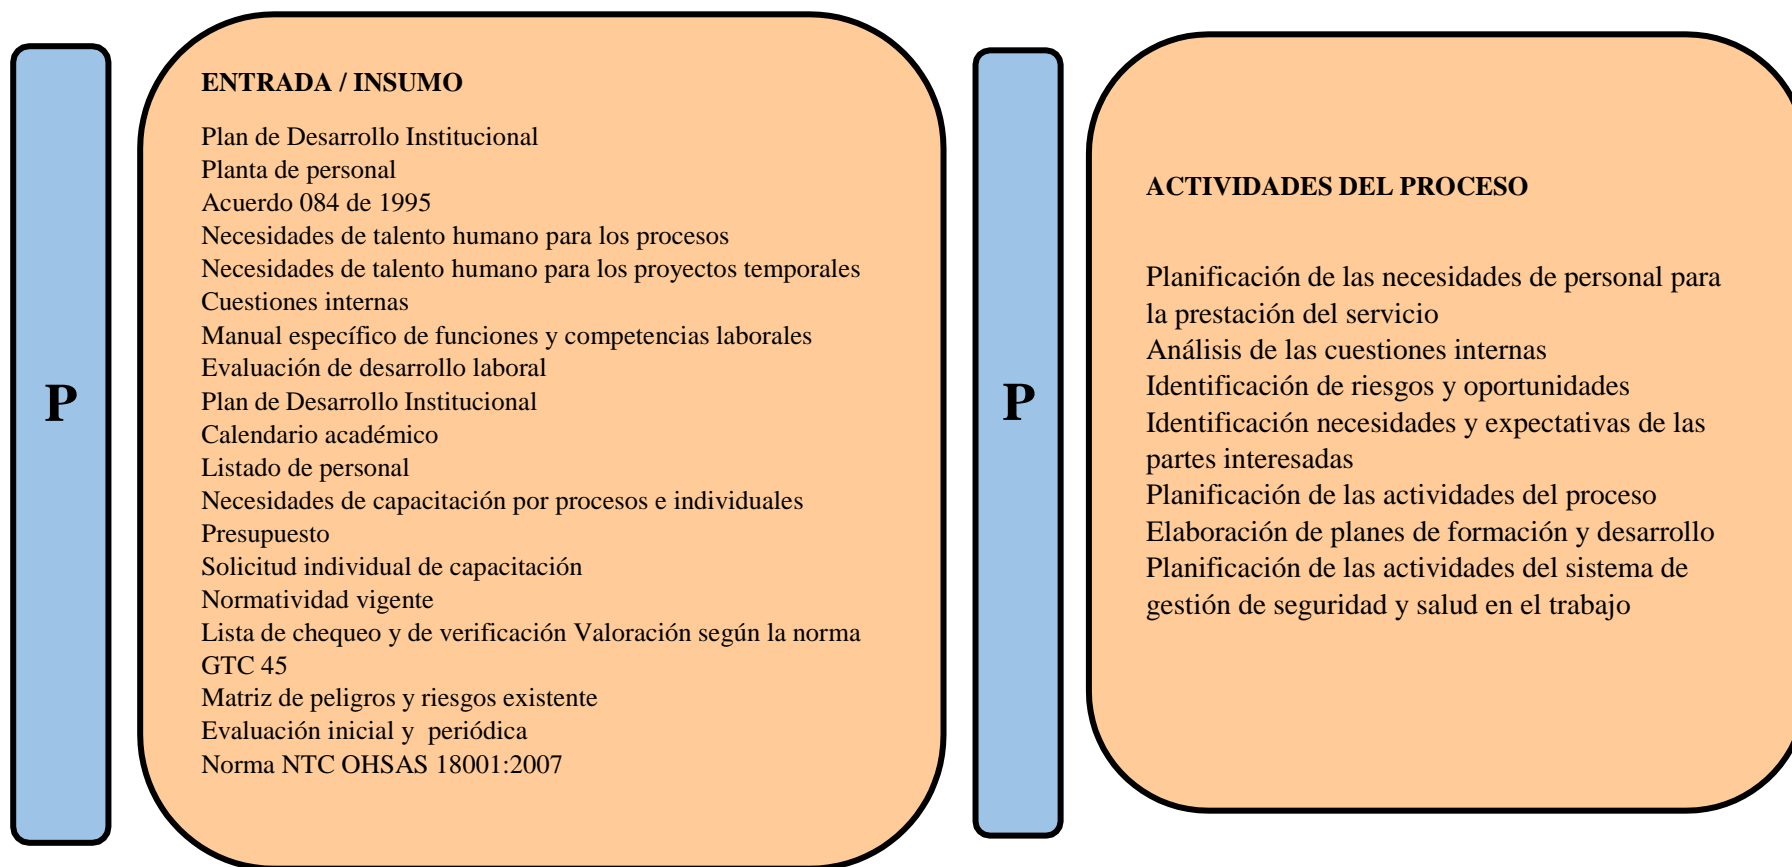 P
ENTRADA / INSUMO
Plan de Desarrollo Institucional
Planta de personal
Acuerdo 084 de 1995
Necesidades de talento humano para los procesos
Necesidades de talento humano para los proyectos temporales
Cuestiones internas
Manual específico de funciones y competencias laborales
Evaluación de desarrollo laboral
Plan de Desarrollo Institucional
Calendario académico
Listado de personal
Necesidades de capacitación por procesos e individuales
Presupuesto
Solicitud individual de capacitación
Normatividad vigente
Lista de chequeo y de verificación Valoración según la norma
GTC 45
Matriz de peligros y riesgos existente
Evaluación inicial y  periódica
Norma NTC OHSAS 18001:2007
P
ACTIVIDADES DEL PROCESO
Planificación de las necesidades de personal para
la prestación del servicio
Análisis de las cuestiones internas
Identificación de riesgos y oportunidades
Identificación necesidades y expectativas de las
partes interesadas
Planificación de las actividades del proceso
Elaboración de planes de formación y desarrollo
Planificación de las actividades del sistema de
gestión de seguridad y salud en el trabajo